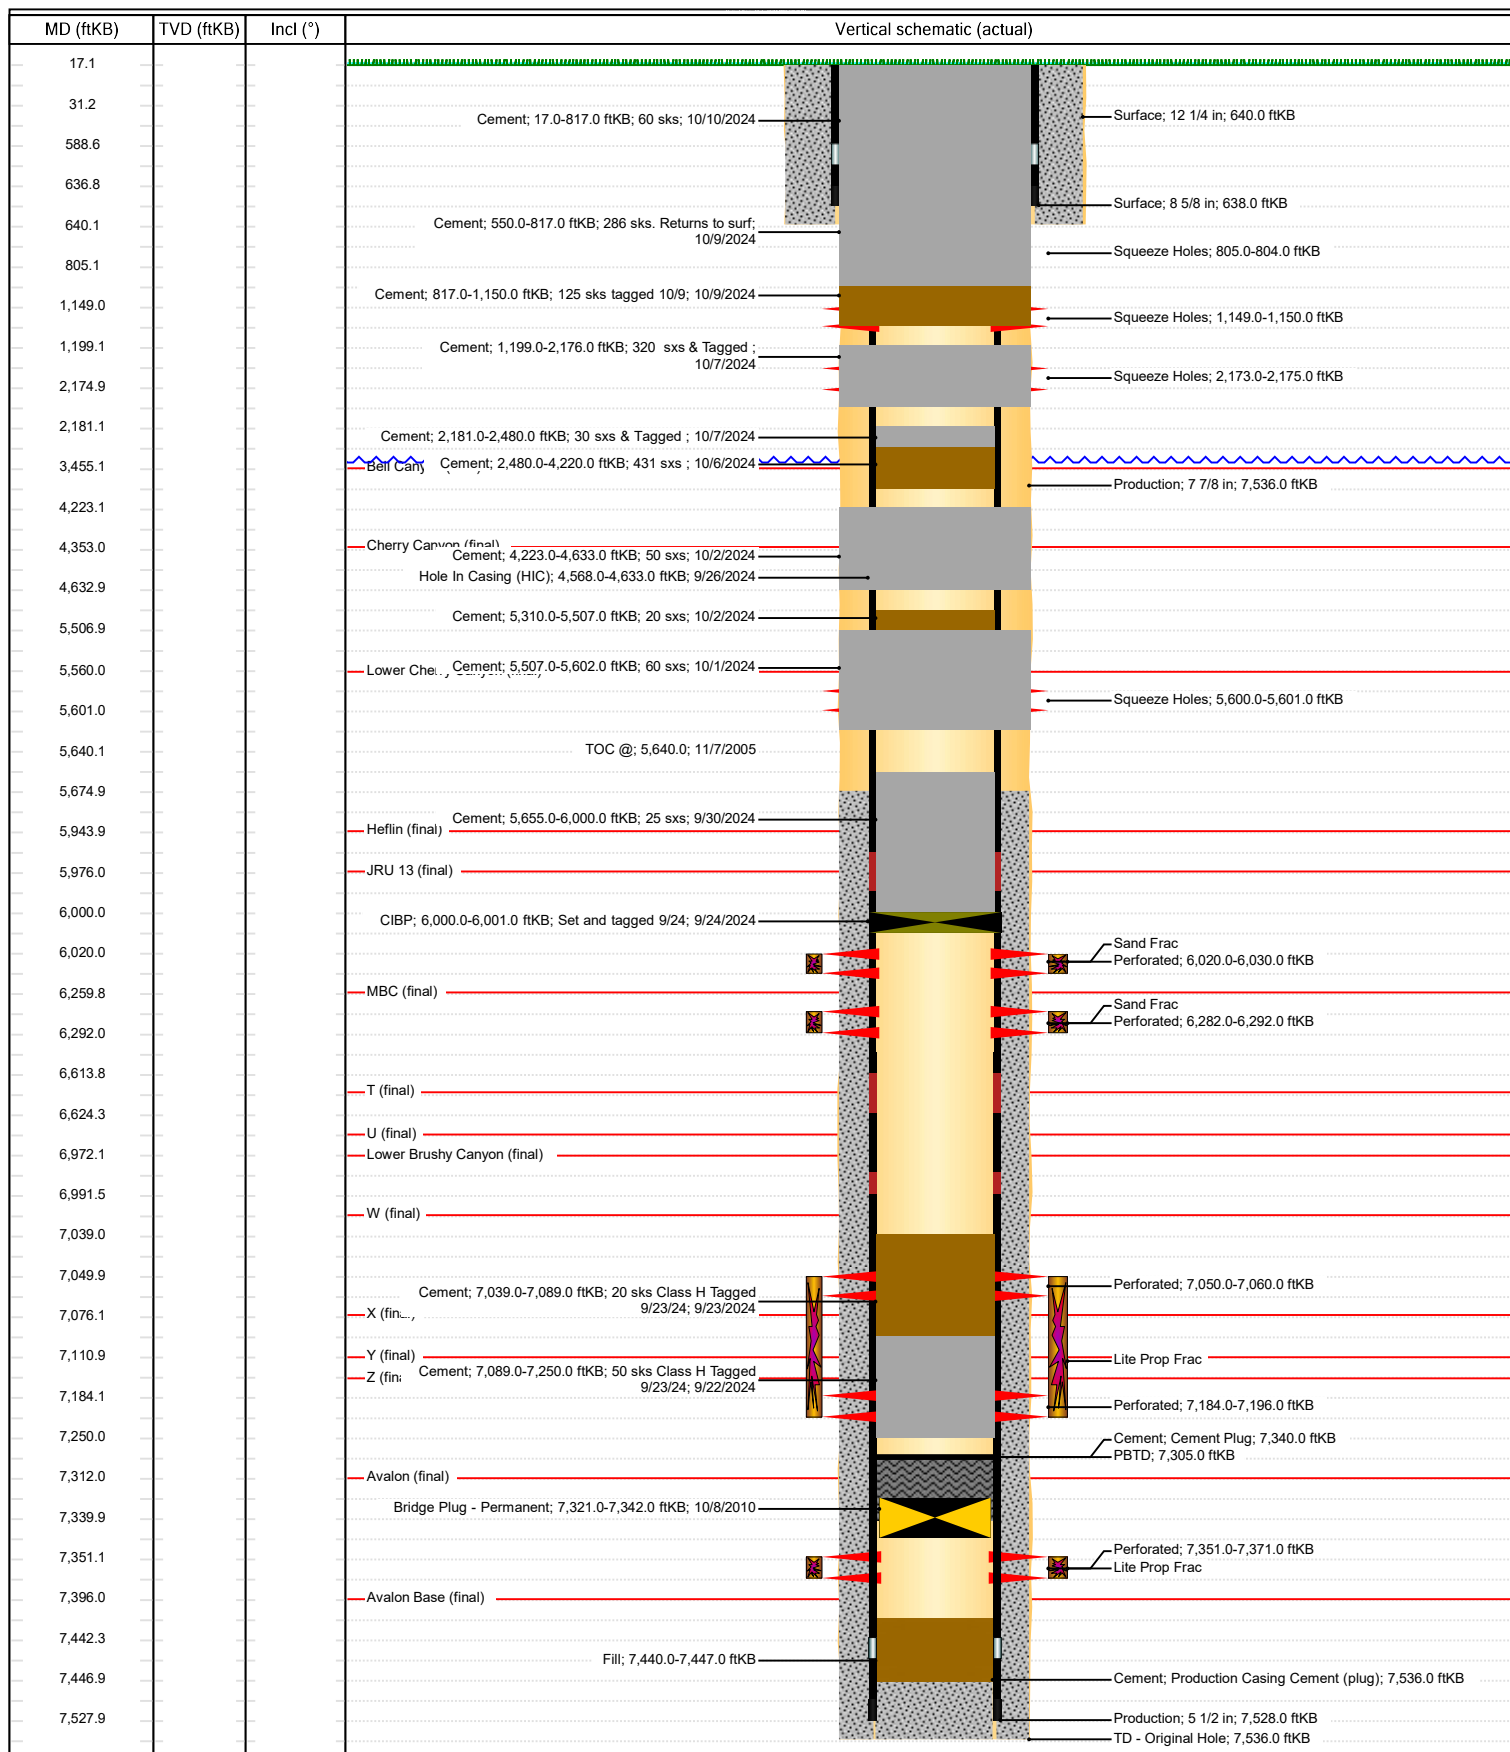 MD (ftKB) TVD (ftKB) Incl (°) Vertical schematic (actual)
17.1
31.2
Cement; 17.0-817.0 ftKB; 60 sks; 10/10/2024
Surface; 12 1/4 in; 640.0 ftKB
588.6
636.8
Surface; 8 5/8 in; 638.0 ftKB
640.1
Cement; 550.0-817.0 ftKB; 286 sks. Returns to surf;
10/9/2024
Squeeze Holes; 805.0-804.0 ftKB
805.1
Cement; 817.0-1,150.0 ftKB; 125 sks tagged 10/9; 10/9/2024
1,149.0
Squeeze Holes; 1,149.0-1,150.0 ftKB
1,199.1
Cement; 1,199.0-2,176.0 ftKB; 320 sxs & Tagged ;
10/7/2024
Squeeze Holes; 2,173.0-2,175.0 ftKB
2,174.9
2,181.1
Cement; 2,181.0-2,480.0 ftKB; 30 sxs & Tagged ; 10/7/2024
3,455.1
Bell Cany
Cement; 2,480.0-4,220.0 ftKB; 431 sxs ; 10/6/2024
Production; 7 7/8 in; 7,536.0 ftKB
4,223.1
4,353.0
Cherry Canyon (final)
Cement; 4,223.0-4,633.0 ftKB; 50 sxs; 10/2/2024
Hole In Casing (HIC); 4,568.0-4,633.0 ftKB; 9/26/2024
4,632.9
Cement; 5,310.0-5,507.0 ftKB; 20 sxs; 10/2/2024
5,506.9
5,560.0
Lower Cherry Canyon (final)
Cement; 5,507.0-5,602.0 ftKB; 60 sxs; 10/1/2024
Squeeze Holes; 5,600.0-5,601.0 ftKB
5,601.0
5,640.1
TOC @; 5,640.0; 11/7/2005
5,674.9
Cement; 5,655.0-6,000.0 ftKB; 25 sxs; 9/30/2024
5,943.9
Heflin (final)
5,976.0
JRU 13 (final)
6,000.0
CIBP; 6,000.0-6,001.0 ftKB; Set and tagged 9/24; 9/24/2024
Sand Frac
6,020.0
Perforated; 6,020.0-6,030.0 ftKB
6,259.8
MBC (final)
Sand Frac
Perforated; 6,282.0-6,292.0 ftKB
6,292.0
6,613.8
T (final)
6,624.3
U (final)
6,972.1
Lower Brushy Canyon (final)
6,991.5
W (final)
7,039.0
7,049.9
Perforated; 7,050.0-7,060.0 ftKB
Cement; 7,039.0-7,089.0 ftKB; 20 sks Class H Tagged
9/23/24; 9/23/2024
7,076.1
X (final)
7,110.9
Y (final)
Lite Prop Frac
Z (fina
Cement; 7,089.0-7,250.0 ftKB; 50 sks Class H Tagged
9/23/24; 9/22/2024
7,184.1
Perforated; 7,184.0-7,196.0 ftKB
7,250.0
Cement; Cement Plug; 7,340.0 ftKB
PBTD; 7,305.0 ftKB
7,312.0
Avalon (final)
Bridge Plug - Permanent; 7,321.0-7,342.0 ftKB; 10/8/2010
7,339.9
7,351.1
Perforated; 7,351.0-7,371.0 ftKB
Lite Prop Frac
7,396.0
Avalon Base (final)
7,442.3
Fill; 7,440.0-7,447.0 ftKB
7,446.9
Cement; Production Casing Cement (plug); 7,536.0 ftKB
7,527.9
Production; 5 1/2 in; 7,528.0 ftKB
TD - Original Hole; 7,536.0 ftKB